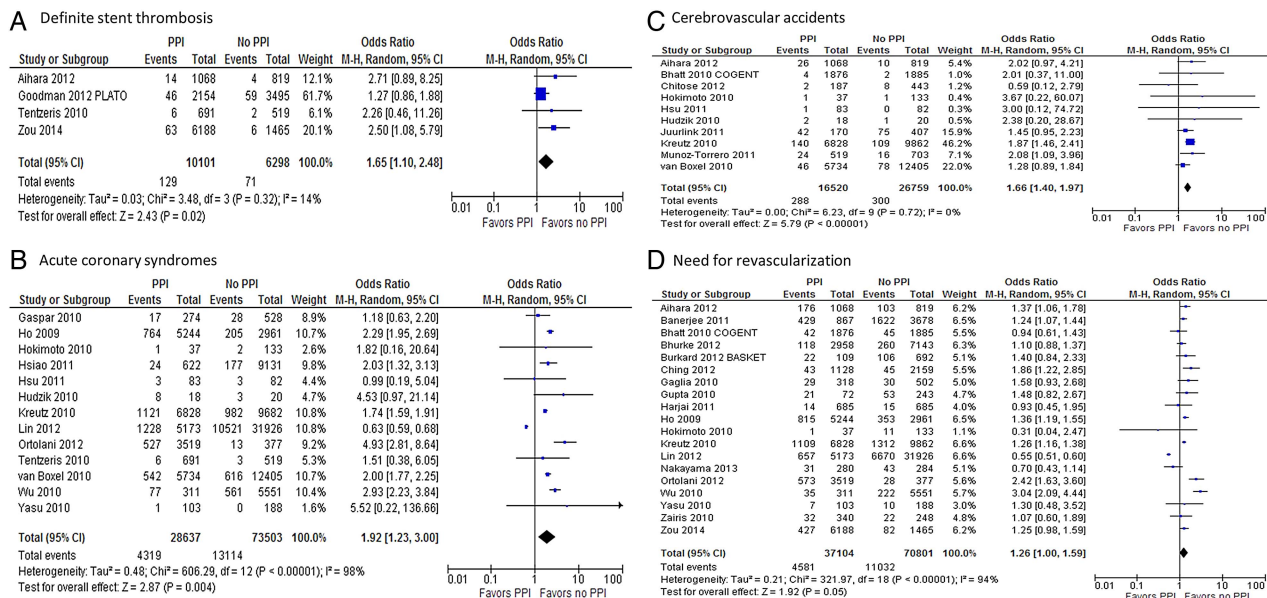 A Definite stent thrombosis
PPI No PPI Odds Ratio Odds Ratio
Study or Subgroup Events Total Events Total Weight M-H, Random, 95% CI M-H, Random, 95% CI
Aihara 2012 14 1068 4 819 12.1% 2.71 [0.89, 8.25]
Goodman 2012 PLATO 46 2154 59 3495 61.7% 1.27 [0.86, 1.88]
Tentzeris 2010 6 691 2 519 6.1% 2.26 [0.46, 11.26]
Zou 2014 63 6188 6 1465 20.1% 2.50 [1.08, 5.79]
Total (95% CI) 10101 6298 100.0% 1.65 [1.10, 2.48]
Total events 129 71
Heterogeneity: Tau² = 0.03; Chi² = 3.48, df = 3 (P = 0.32); I² = 14%
Test for overall effect: Z = 2.43 (P = 0.02)
0.01 0.1 1 10 100
Favors PPI Favors no PPI
B Acute coronary syndromes
PPI No PPI Odds Ratio Odds Ratio
Study or Subgroup Events Total Events Total Weight M-H, Random, 95% CI M-H, Random, 95% CI
Gaspar 2010 17 274 28 528 8.9% 1.18 [0.63, 2.20]
Ho 2009 764 5244 205 2961 10.7% 2.29 [1.95, 2.69]
Hokimoto 2010 1 37 2 133 2.6% 1.82 [0.16, 20.64]
Hsiao 2011 24 622 177 9131 10.0% 2.03 [1.32, 3.13]
Hsu 2011 3 83 3 82 4.4% 0.99 [0.19, 5.04]
Hudzik 2010 8 18 3 20 4.9% 4.53 [0.97, 21.14]
Kreutz 2010 1121 6828 982 9682 10.8% 1.74 [1.59, 1.91]
Lin 2012 1228 5173 10521 31926 10.8% 0.63 [0.59, 0.68]
Ortolani 2012 527 3519 13 377 9.2% 4.93 [2.81, 8.64]
Tentzeris 2010 6 691 3 519 5.2% 1.51 [0.38, 6.05]
van Boxel 2010 542 5734 616 12405 10.8% 2.00 [1.77, 2.25]
Wu 2010 77 311 561 5551 10.4% 2.93 [2.23, 3.84]
Yasu 2010 1 103 0 188 1.6% 5.52 [0.22, 136.66]
Total (95% CI) 28637 73503 100.0% 1.92 [1.23, 3.00]
Total events 4319 13114
Heterogeneity: Tau² = 0.48; Chi² = 606.29, df = 12 (P < 0.00001); I² = 98%
Test for overall effect: Z = 2.87 (P = 0.004)
0.01 0.1 1 10 100
Favors PPI Favors no PPI
C Cerebrovascular accidents
PPI No PPI Odds Ratio Odds Ratio
Study or Subgroup Events Total Events Total Weight M-H, Random, 95% CI M-H, Random, 95% CI
Aihara 2012 26 1068 10 819 5.4% 2.02 [0.97, 4.21]
Bhatt 2010 COGENT 4 1876 2 1885 1.0% 2.01 [0.37, 11.00]
Chitose 2012 2 187 8 443 1.2% 0.59 [0.12, 2.79]
Hokimoto 2010 1 37 1 133 0.4% 3.67 [0.22, 60.07]
Hsu 2011 1 83 0 82 0.3% 3.00 [0.12, 74.72]
Hudzik 2010 2 18 1 20 0.5% 2.38 [0.20, 28.67]
Juurlink 2011 42 170 75 407 15.9% 1.45 [0.95, 2.23]
Kreutz 2010 140 6828 109 9862 46.2% 1.87 [1.46, 2.41]
Munoz-Torrero 2011 24 519 16 703 7.1% 2.08 [1.09, 3.96]
van Boxel 2010 46 5734 78 12405 22.0% 1.28 [0.89, 1.84]
Total (95% CI) 16520 26759 100.0% 1.66 [1.40, 1.97]
Total events 288 300
Heterogeneity: Tau² = 0.00; Chi² = 6.23, df = 9 (P = 0.72); I² = 0%
Test for overall effect: Z = 5.79 (P < 0.00001)
0.01 0.1 1 10 100
Favors PPI Favors no PPI
D Need for revascularization
PPI No PPI Odds Ratio Odds Ratio
Study or Subgroup Events Total Events Total Weight M-H, Random, 95% CI M-H, Random, 95% CI
Aihara 2012 176 1068 103 819 6.2% 1.37 [1.06, 1.78]
Banerjee 2011 429 867 1622 3678 6.6% 1.24 [1.07, 1.44]
Bhatt 2010 COGENT 42 1876 45 1885 5.2% 0.94 [0.61, 1.43]
Bhurke 2012 118 2958 260 7143 6.3% 1.10 [0.88, 1.37]
Burkard 2012 BASKET 22 109 106 692 4.7% 1.40 [0.84, 2.33]
Ching 2012 43 1128 45 2159 5.2% 1.86 [1.22, 2.85]
Gaglia 2010 29 318 30 502 4.6% 1.58 [0.93, 2.68]
Gupta 2010 21 72 53 243 4.3% 1.48 [0.82, 2.67]
Harjai 2011 14 685 15 685 3.5% 0.93 [0.45, 1.95]
Ho 2009 815 5244 353 2961 6.6% 1.36 [1.19, 1.55]
Hokimoto 2010 1 37 11 133 1.0% 0.31 [0.04, 2.47]
Kreutz 2010 1109 6828 1312 9862 6.7% 1.26 [1.16, 1.38]
Lin 2012 657 5173 6670 31926 6.7% 0.55 [0.51, 0.60]
Nakayama 2013 31 280 43 284 4.8% 0.70 [0.43, 1.14]
Ortolani 2012 573 3519 28 377 5.4% 2.42 [1.63, 3.60]
Wu 2010 35 311 222 5551 5.5% 3.04 [2.09, 4.44]
Yasu 2010 7 103 10 188 2.5% 1.30 [0.48, 3.52]
Zairis 2010 32 340 22 248 4.4% 1.07 [0.60, 1.89]
Zou 2014 427 6188 82 1465 6.2% 1.25 [0.98, 1.59]
Total (95% CI) 37104 70801 100.0% 1.26 [1.00, 1.59]
Total events 4581 11032
Heterogeneity: Tau² = 0.21; Chi² = 321.97, df = 18 (P < 0.00001); I² = 94%
Test for overall effect: Z = 1.92 (P = 0.05)
0.01 0.1 1 10 100
Favors PPI Favors no PPI